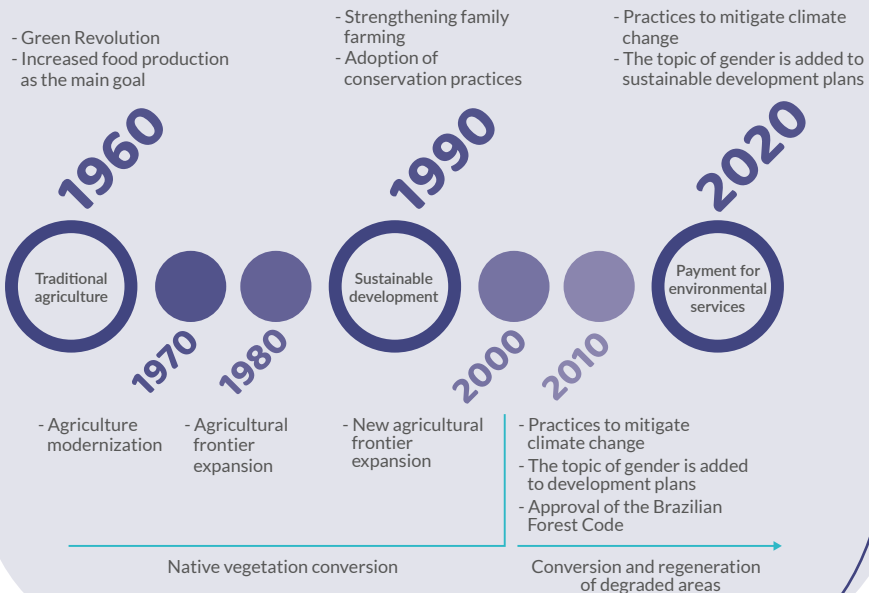 - Green Revolution
- Increased food production
as the main goal
- Strengthening family
farming
- Adoption of
conservation practices
- Practices to mitigate climate
change
- The topic of gender is added to
sustainable development plans
1960
1990
2020
Traditional
agriculture
Sustainable
development
Payment for
environmental
services
1970
1980
2000
2010
- Agriculture
modernization
- Agricultural
frontier
expansion
- New agricultural
frontier
expansion
- Practices to mitigate
climate change
- The topic of gender is added
to development plans
- Approval of the Brazilian
Forest Code
Native vegetation conversion
Conversion and regeneration
of degraded areas